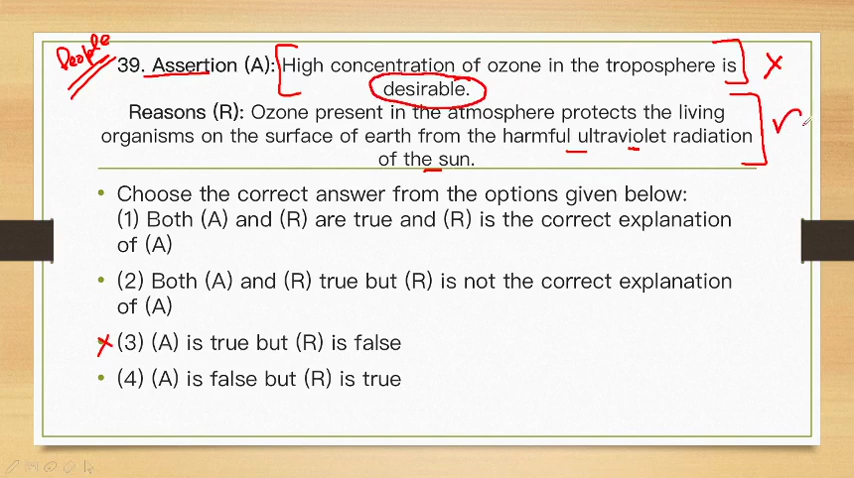 People
39. Assertion (A): High concentration of ozone in the troposphere is
desirable.
Reasons (R): Ozone present in the atmosphere protects the living
organisms on the surface of earth from the harmful ultraviolet radiation
of the sun.
• Choose the correct answer from the options given below:
(1) Both (A) and (R) are true and (R) is the correct explanation
of (A)
• (2) Both (A) and (R) true but (R) is not the correct explanation
of (A)
(3) (A) is true but (R) is false
• (4) (A) is false but (R) is true